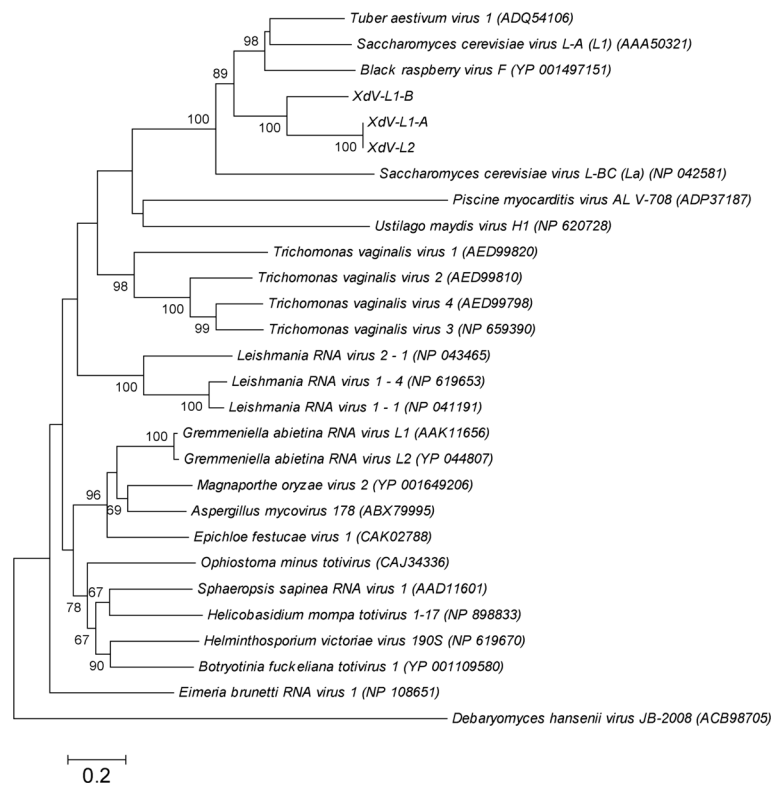 Tuber aestivum virus 1 (ADQ54106)
98
Saccharomyces cerevisiae virus L-A (L1) (AAA50321)
Black raspberry virus F (YP 001497151)
89
XdV-L1-B
100
XdV-L1-A
100
XdV-L2
100
Saccharomyces cerevisiae virus L-BC (La) (NP 042581)
Piscine myocarditis virus AL V-708 (ADP37187)
Ustilago maydis virus H1 (NP 620728)
Trichomonas vaginalis virus 1 (AED99820)
98
Trichomonas vaginalis virus 2 (AED99810)
100
Trichomonas vaginalis virus 4 (AED99798)
99
Trichomonas vaginalis virus 3 (NP 659390)
Leishmania RNA virus 2 - 1 (NP 043465)
100
Leishmania RNA virus 1 - 4 (NP 619653)
100
Leishmania RNA virus 1 - 1 (NP 041191)
100
Gremmeniella abietina RNA virus L1 (AAK11656)
Gremmeniella abietina RNA virus L2 (YP 044807)
96
Magnaporthe oryzae virus 2 (YP 001649206)
69
Aspergillus mycovirus 178 (ABX79995)
Epichloe festucae virus 1 (CAK02788)
Ophiostoma minus totivirus (CAJ34336)
67
Sphaeropsis sapinea RNA virus 1 (AAD11601)
78
Helicobasidium mompa totivirus 1-17 (NP 898833)
67
Helminthosporium victoriae virus 190S (NP 619670)
90
Botryotinia fuckeliana totivirus 1 (YP 001109580)
Eimeria brunetti RNA virus 1 (NP 108651)
Debaryomyces hansenii virus JB-2008 (ACB98705)
0.2